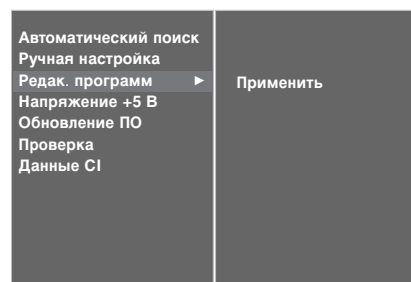 Автоматический поиск
Ручная настройка
Редак. программ ►
Применить
Напряжение +5 В
Обновление ПО
Проверка
Данные CI